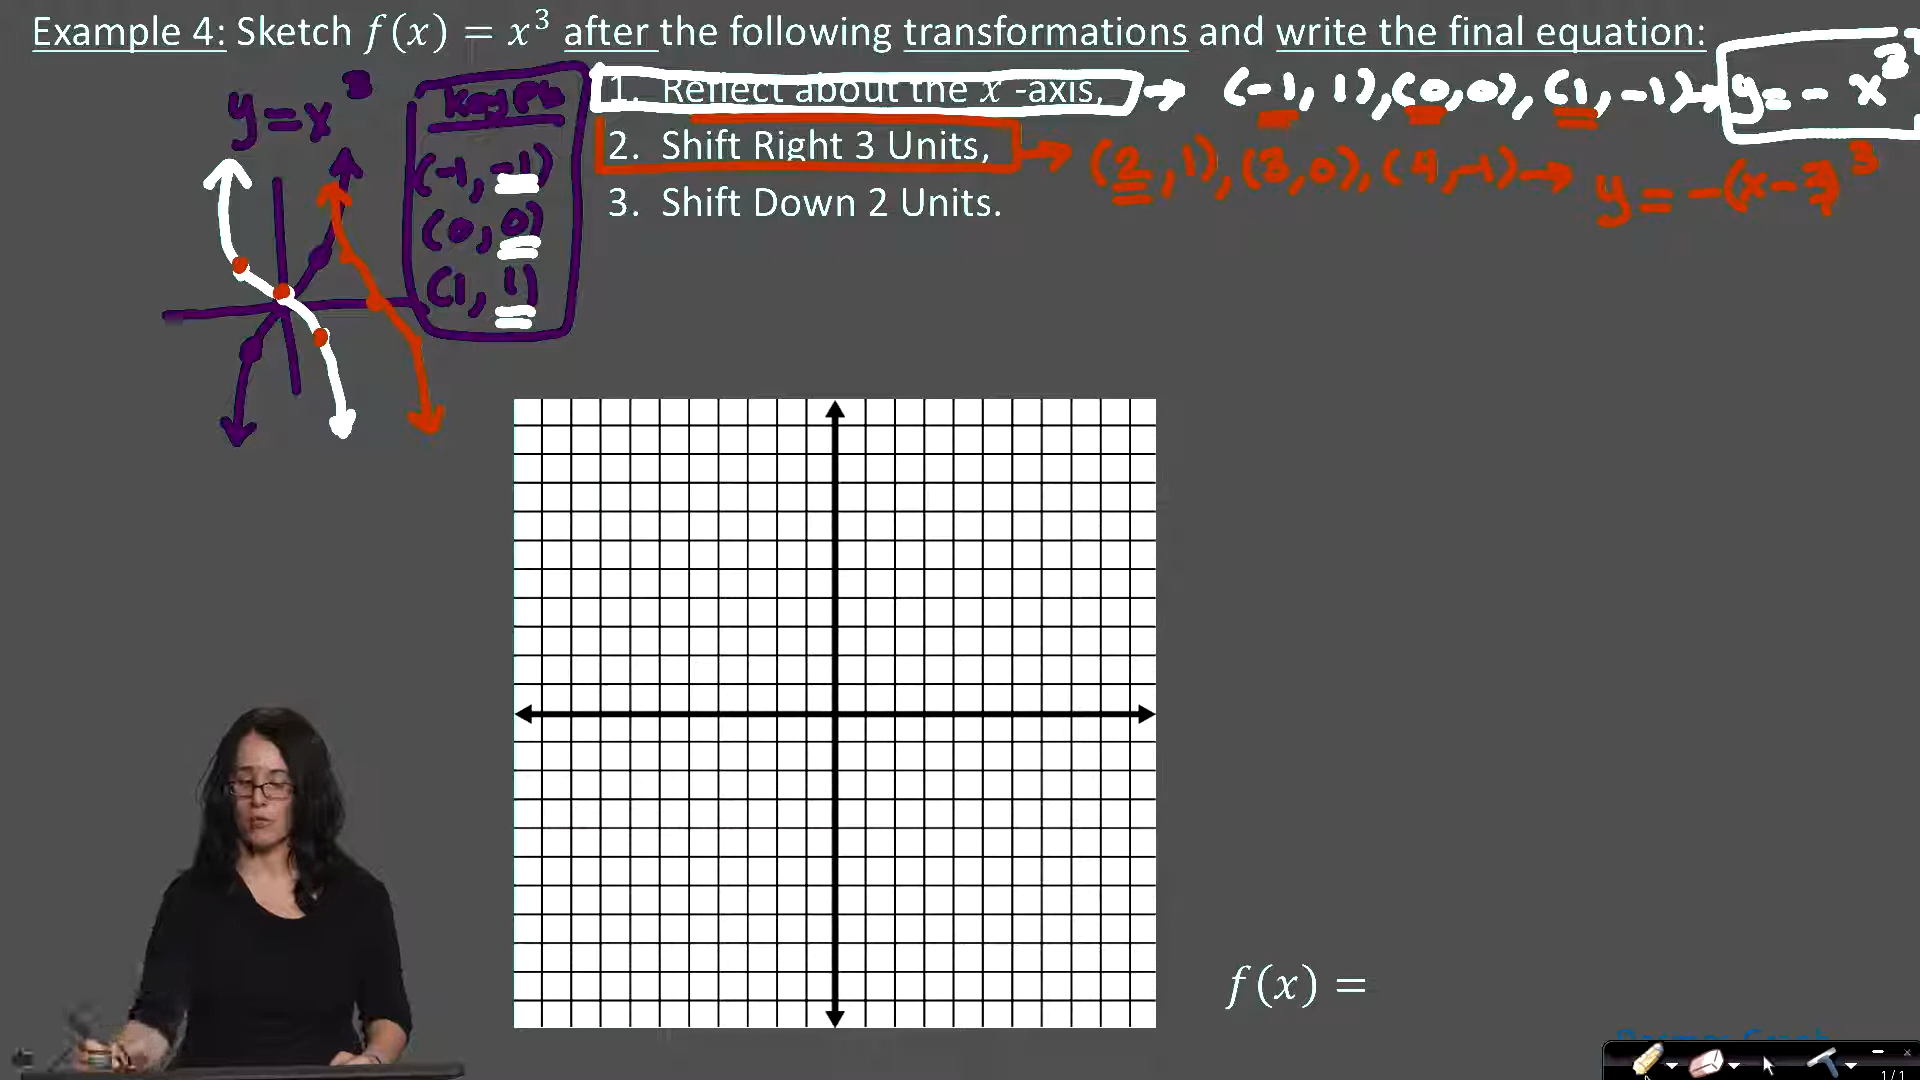 Example 4: Sketch f(x) = x³ after the following transformations and write the final equation:
y = x³
Key Pts
(-1, -1)
(0, 0)
(1, 1)
1. Reflect about the x -axis, → (-1, 1), (0, 0), (1, -1) → y = - x³
2. Shift Right 3 Units, → (2, 1), (3, 0), (4, -1) → y = -(x-3)³
3. Shift Down 2 Units.
f(x) =
1/1